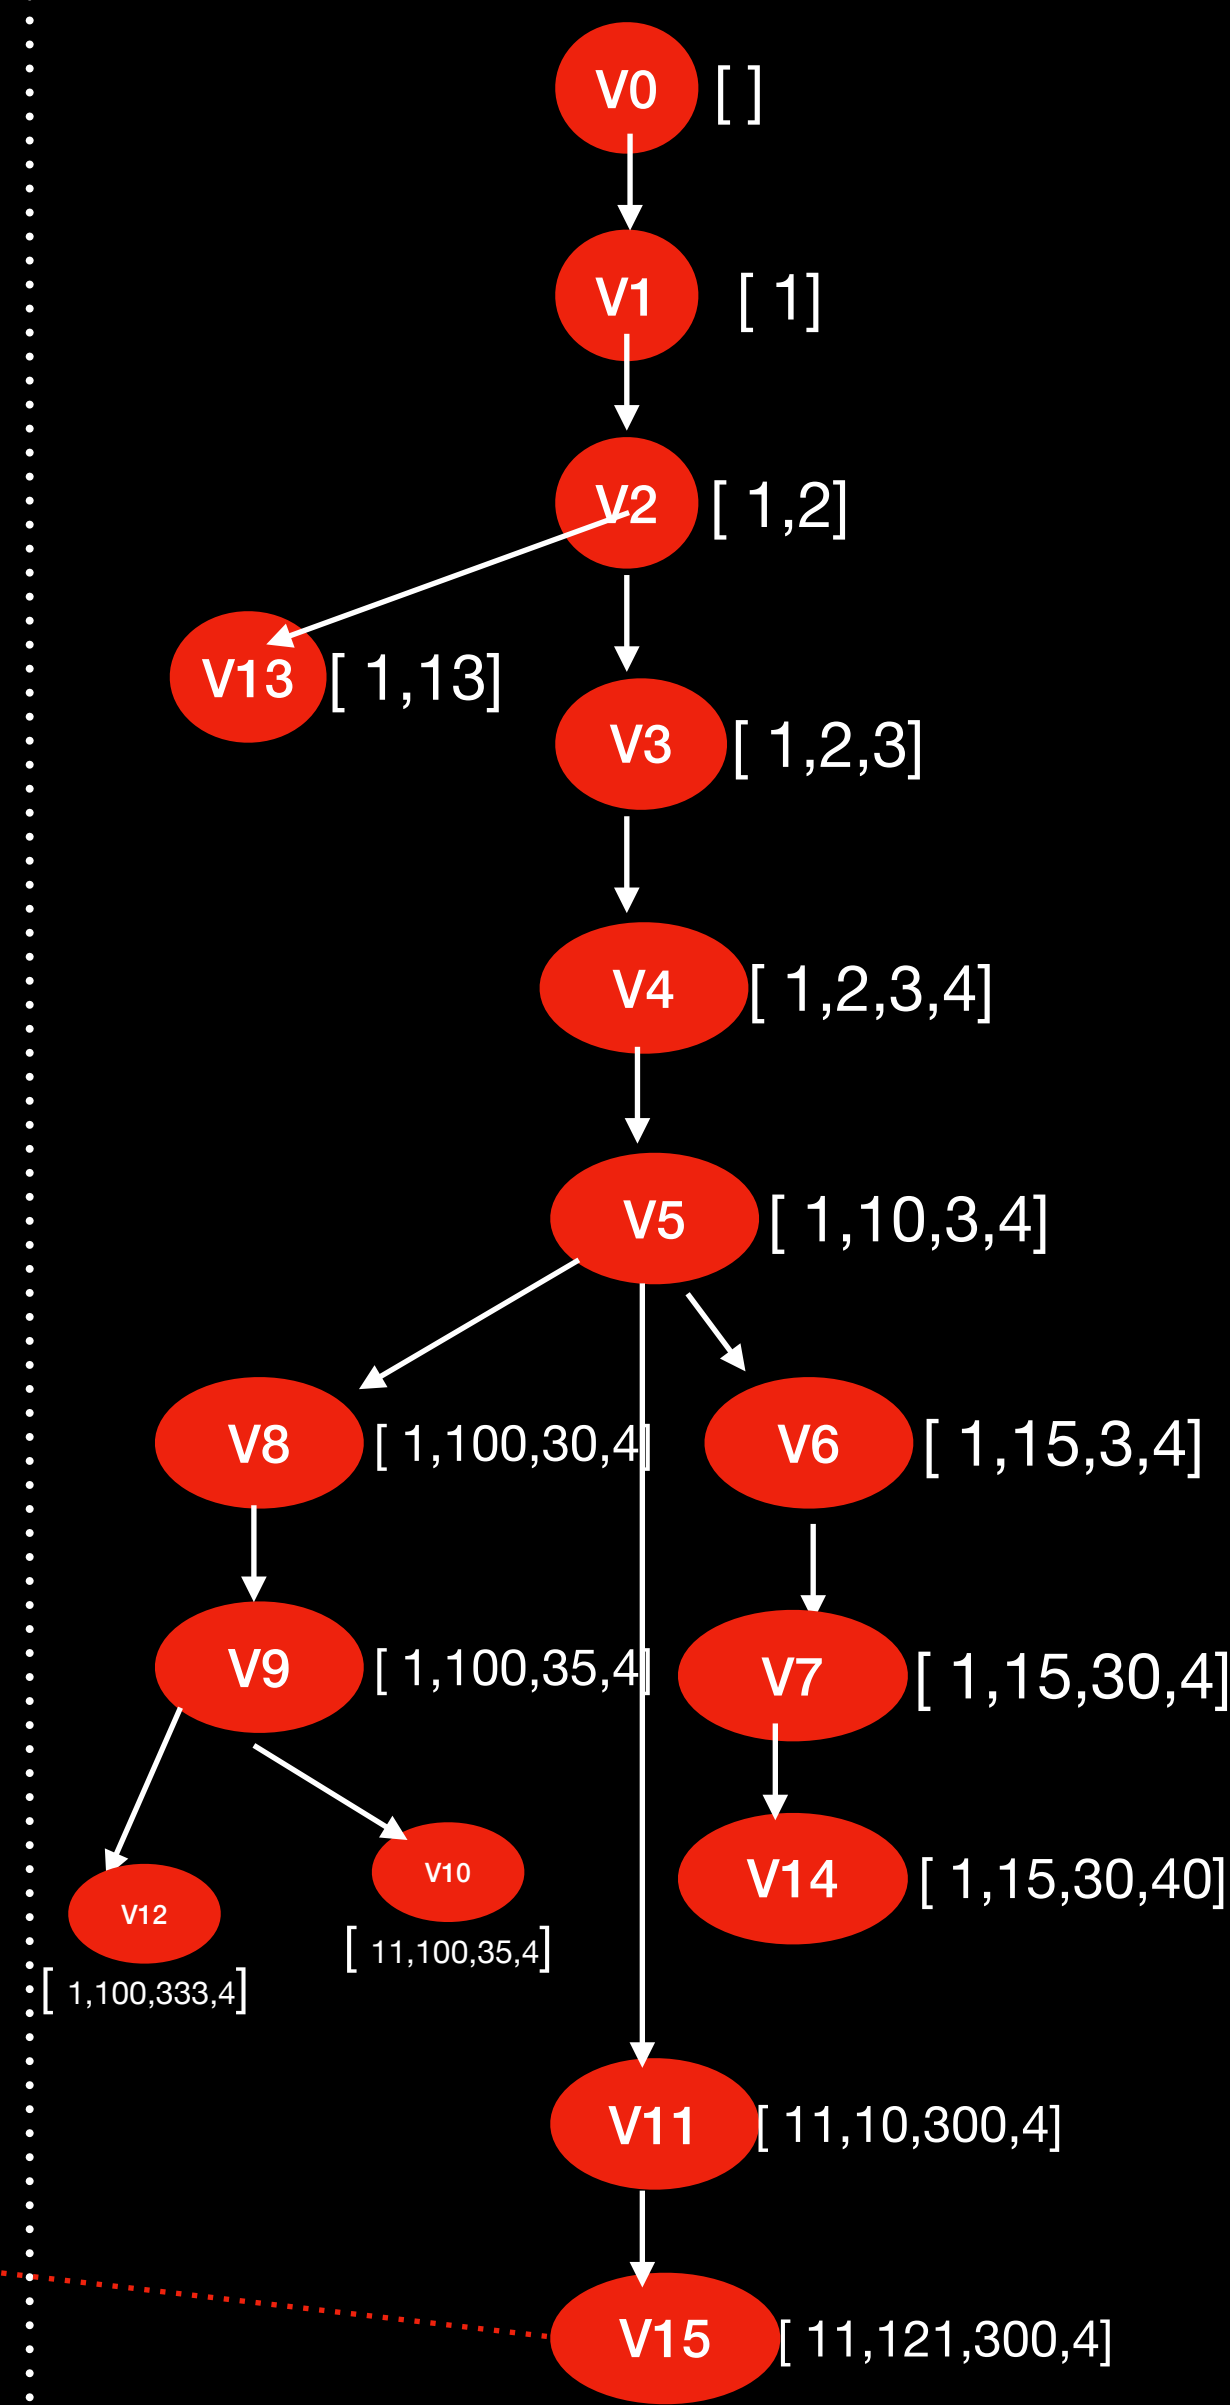 V0 [ ]
V1 [ 1]
V2 [ 1,2]
V13 [ 1,13]
V3 [ 1,2,3]
V4 [ 1,2,3,4]
V5 [ 1,10,3,4]
V8 [ 1,100,30,4]
V6 [ 1,15,3,4]
V9 [ 1,100,35,4]
V7 [ 1,15,30,4]
V10
[ 11,100,35,4]
V14 [ 1,15,30,40]
V12
[ 1,100,333,4]
V11 [ 11,10,300,4]
V15 [ 11,121,300,4]